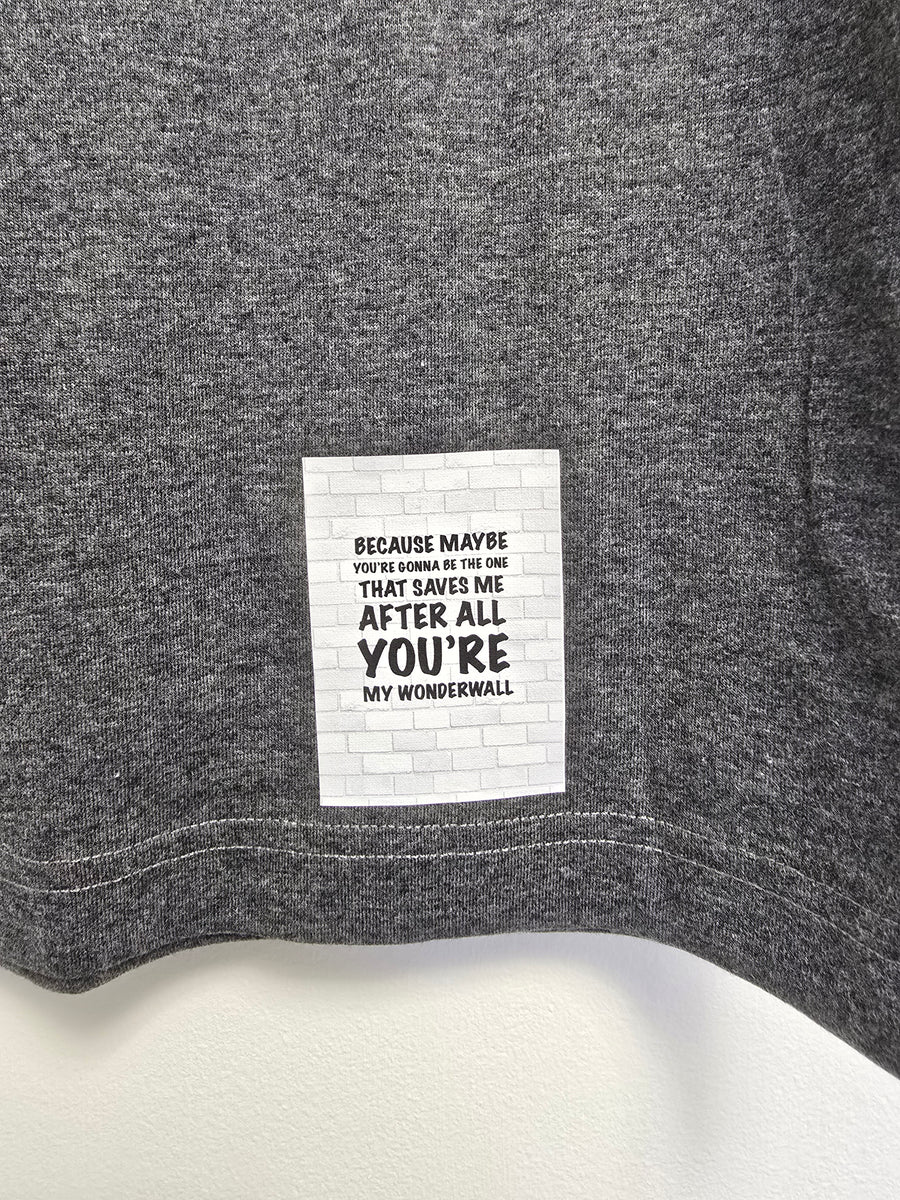 BECAUSE MAYBE
YOU'RE GONNA BE THE ONE
THAT SAVES ME
AFTER ALL
YOU'RE
MY WONDERWALL